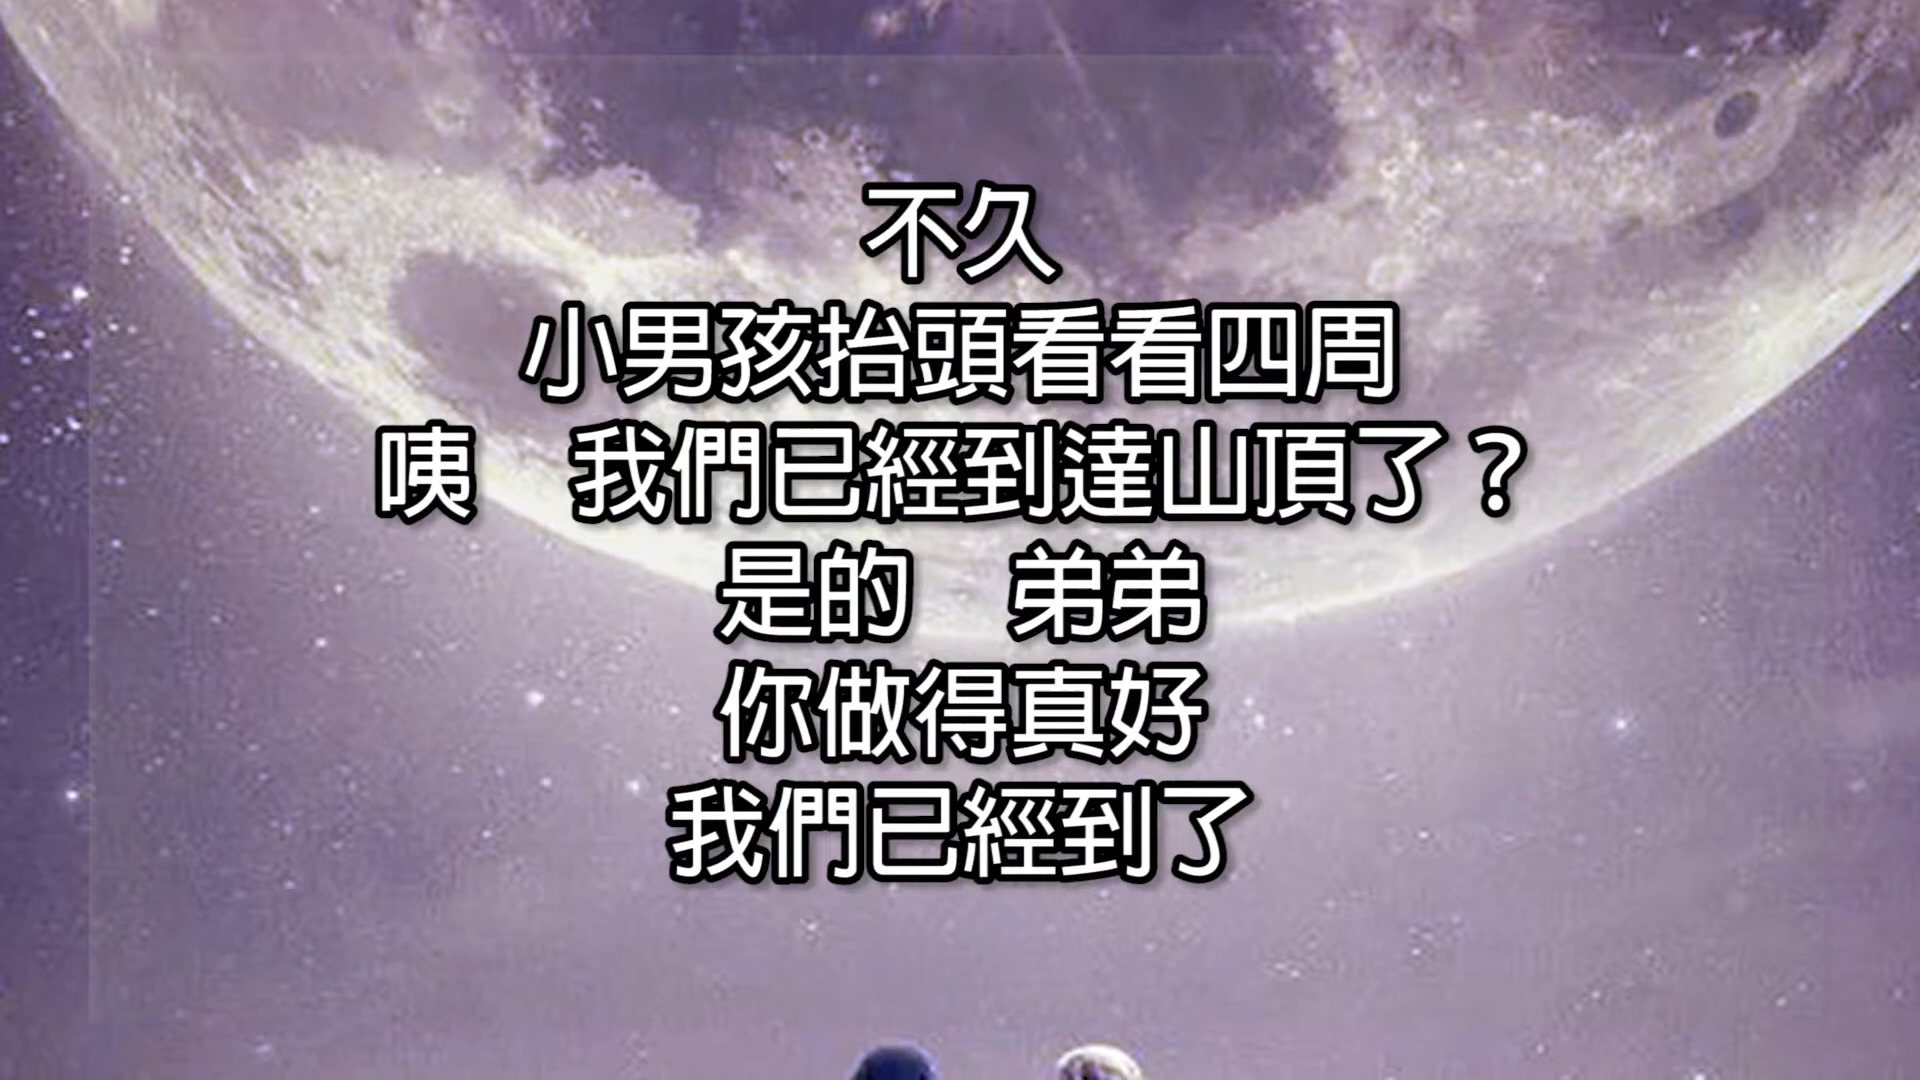 不久
小男孩抬頭看看四周
咦　我們已經到達山頂了？
是的　弟弟
你做得真好
我們已經到了